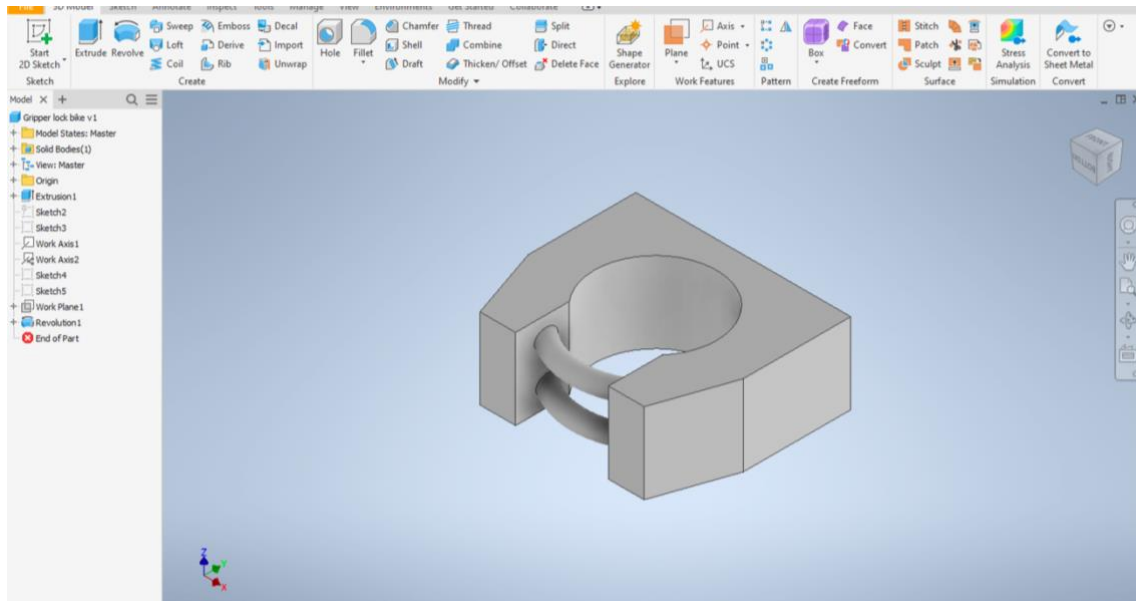 File 3D Model Sketch Annotate Inspect Tools Manage View Environments Get Started Collaborate
Sweep Emboss Decal Chamfer Thread Split Axis Face Stitch
Start Extrude Revolve Loft Derive Import Hole Fillet Shell Combine Direct Shape Plane Point Box Convert Patch Stress Convert to
2D Sketch Coil Rib Unwrap Draft Thicken/ Offset Delete Face Generator UCS Sculpt Analysis Sheet Metal
Sketch Create Modify Explore Work Features Pattern Create Freeform Surface Simulation Convert
Model
Gripper lock bike v1
Model States: Master
Solid Bodies(1)
View: Master
Origin
Extrusion1
Sketch2
Sketch3
Work Axis1
Work Axis2
Sketch4
Sketch5
Work Plane1
Revolution1
End of Part
FRONT
BOTTOM
Z
Y
X